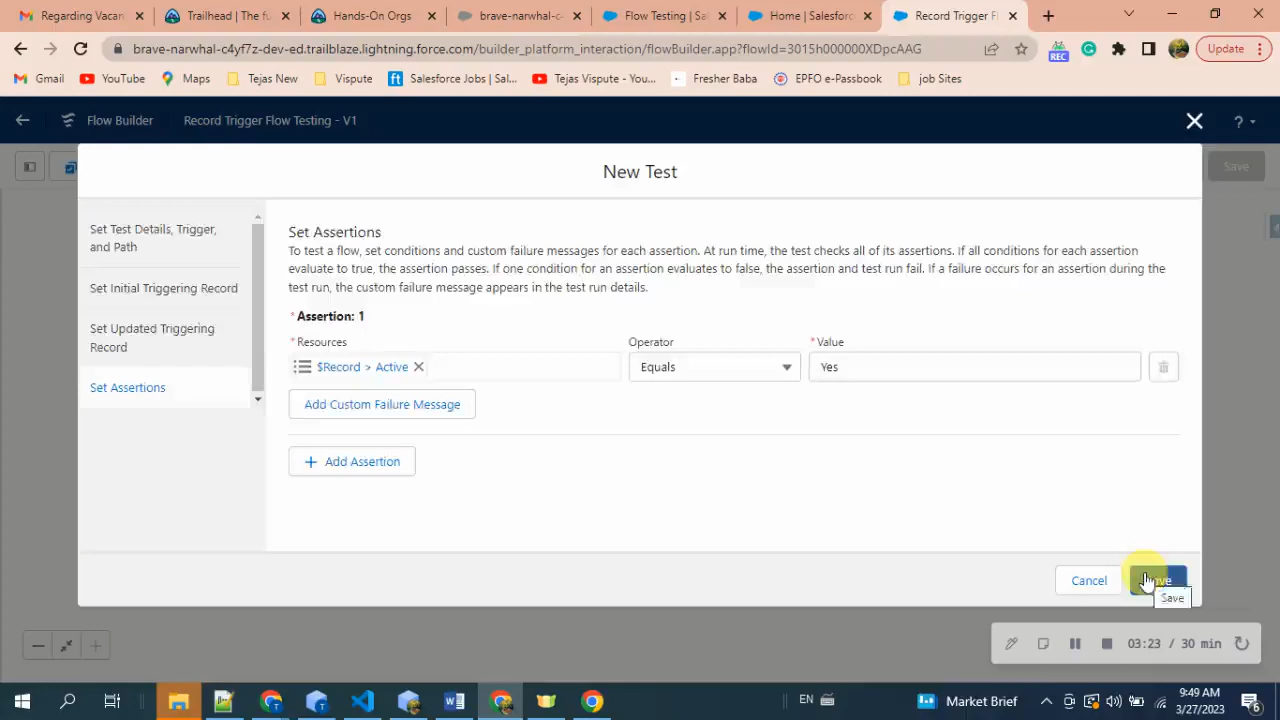 Regarding Vacan
Trailhead | The fu
Hands-On Orgs
brave-narwhal-c
Flow Testing | Sa
Home | Salesforc
Record Trigger F
brave-narwhal-c4yf7z-dev-ed.trailblaze.lightning.force.com/builder_platform_interaction/flowBuilder.app?flowId=3015h000000XDpcAAG
REC
Update
Gmail
YouTube
Maps
Tejas New
Vispute
Salesforce Jobs | Sal...
Tejas Vispute - You...
Fresher Baba
EPFO e-Passbook
job Sites
Flow Builder
Record Trigger Flow Testing - V1
?
Save
New Test
Set Test Details, Trigger,
and Path
Set Initial Triggering Record
Set Updated Triggering
Record
Set Assertions
Set Assertions
To test a flow, set conditions and custom failure messages for each assertion. At run time, the test checks all of its assertions. If all conditions for each assertion
evaluate to true, the assertion passes. If one condition for an assertion evaluates to false, the assertion and test run fail. If a failure occurs for an assertion during the
test run, the custom failure message appears in the test run details.
* Assertion: 1
* Resources
Operator
* Value
$Record > Active
Equals
Yes
Add Custom Failure Message
+ Add Assertion
Cancel
Save
03:23 / 30 min
EN
Market Brief
9:49 AM
3/27/2023
6